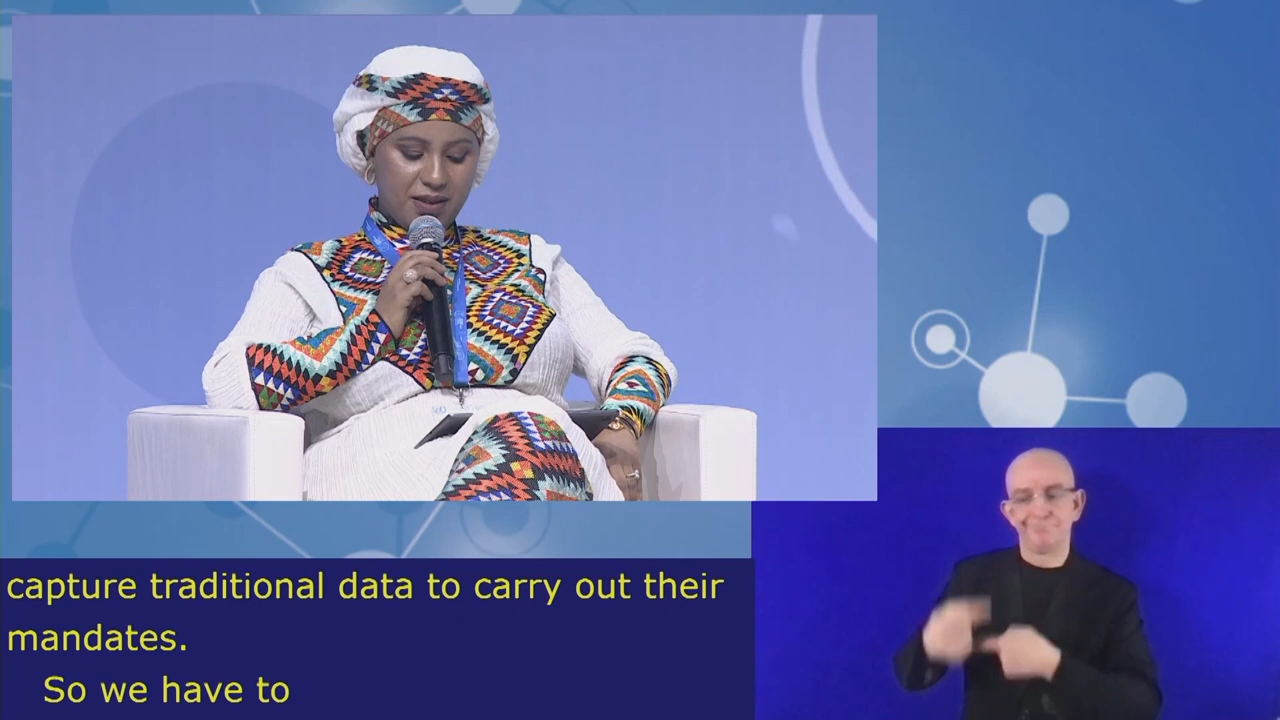 capture traditional data to carry out their
mandates.
So we have to